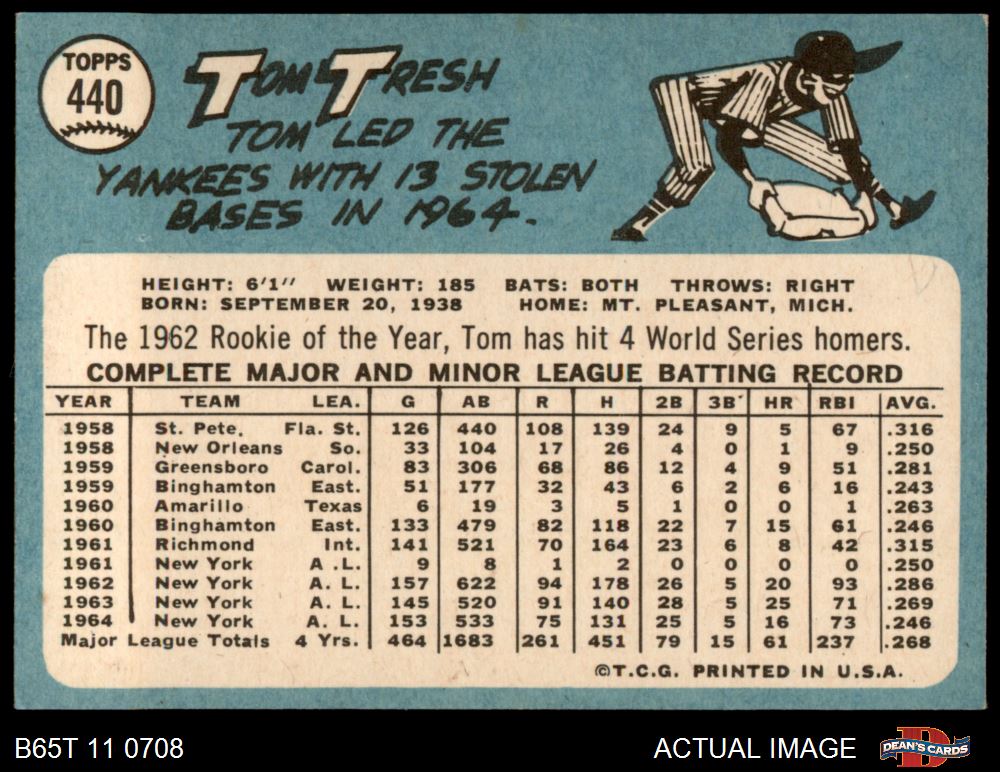 TOPPS
440
TOM TRESH
TOM LED THE
YANKEES WITH 13 STOLEN
BASES IN 1964.
HEIGHT: 6'1" WEIGHT: 185 BATS: BOTH THROWS: RIGHT
BORN: SEPTEMBER 20, 1938 HOME: MT. PLEASANT, MICH.
The 1962 Rookie of the Year, Tom has hit 4 World Series homers.
COMPLETE MAJOR AND MINOR LEAGUE BATTING RECORD
YEAR TEAM LEA. G AB R H 2B 3B HR RBI AVG.
1958 St. Pete, Fla. St. 126 440 108 139 24 9 5 67 .316
1958 New Orleans So. 33 104 17 26 4 0 1 9 .250
1959 Greensboro Carol. 83 306 68 86 12 4 9 51 .281
1959 Binghamton East. 51 177 32 43 6 2 6 16 .243
1960 Amarillo Texas 6 19 3 5 1 0 0 1 .263
1960 Binghamton East. 133 479 82 118 22 7 15 61 .246
1961 Richmond Int. 141 521 70 164 23 6 8 42 .315
1961 New York A .L. 9 8 1 2 0 0 0 0 .250
1962 New York A. L. 157 622 94 178 26 5 20 93 .286
1963 New York A. L. 145 520 91 140 28 5 25 71 .269
1964 New York A. L. 153 533 75 131 25 5 16 73 .246
Major League Totals 4 Yrs. 464 1683 261 451 79 15 61 237 .268
©T.C.G. PRINTED IN U.S.A.
B65T 11 0708 ACTUAL IMAGE DEAN'S CARDS